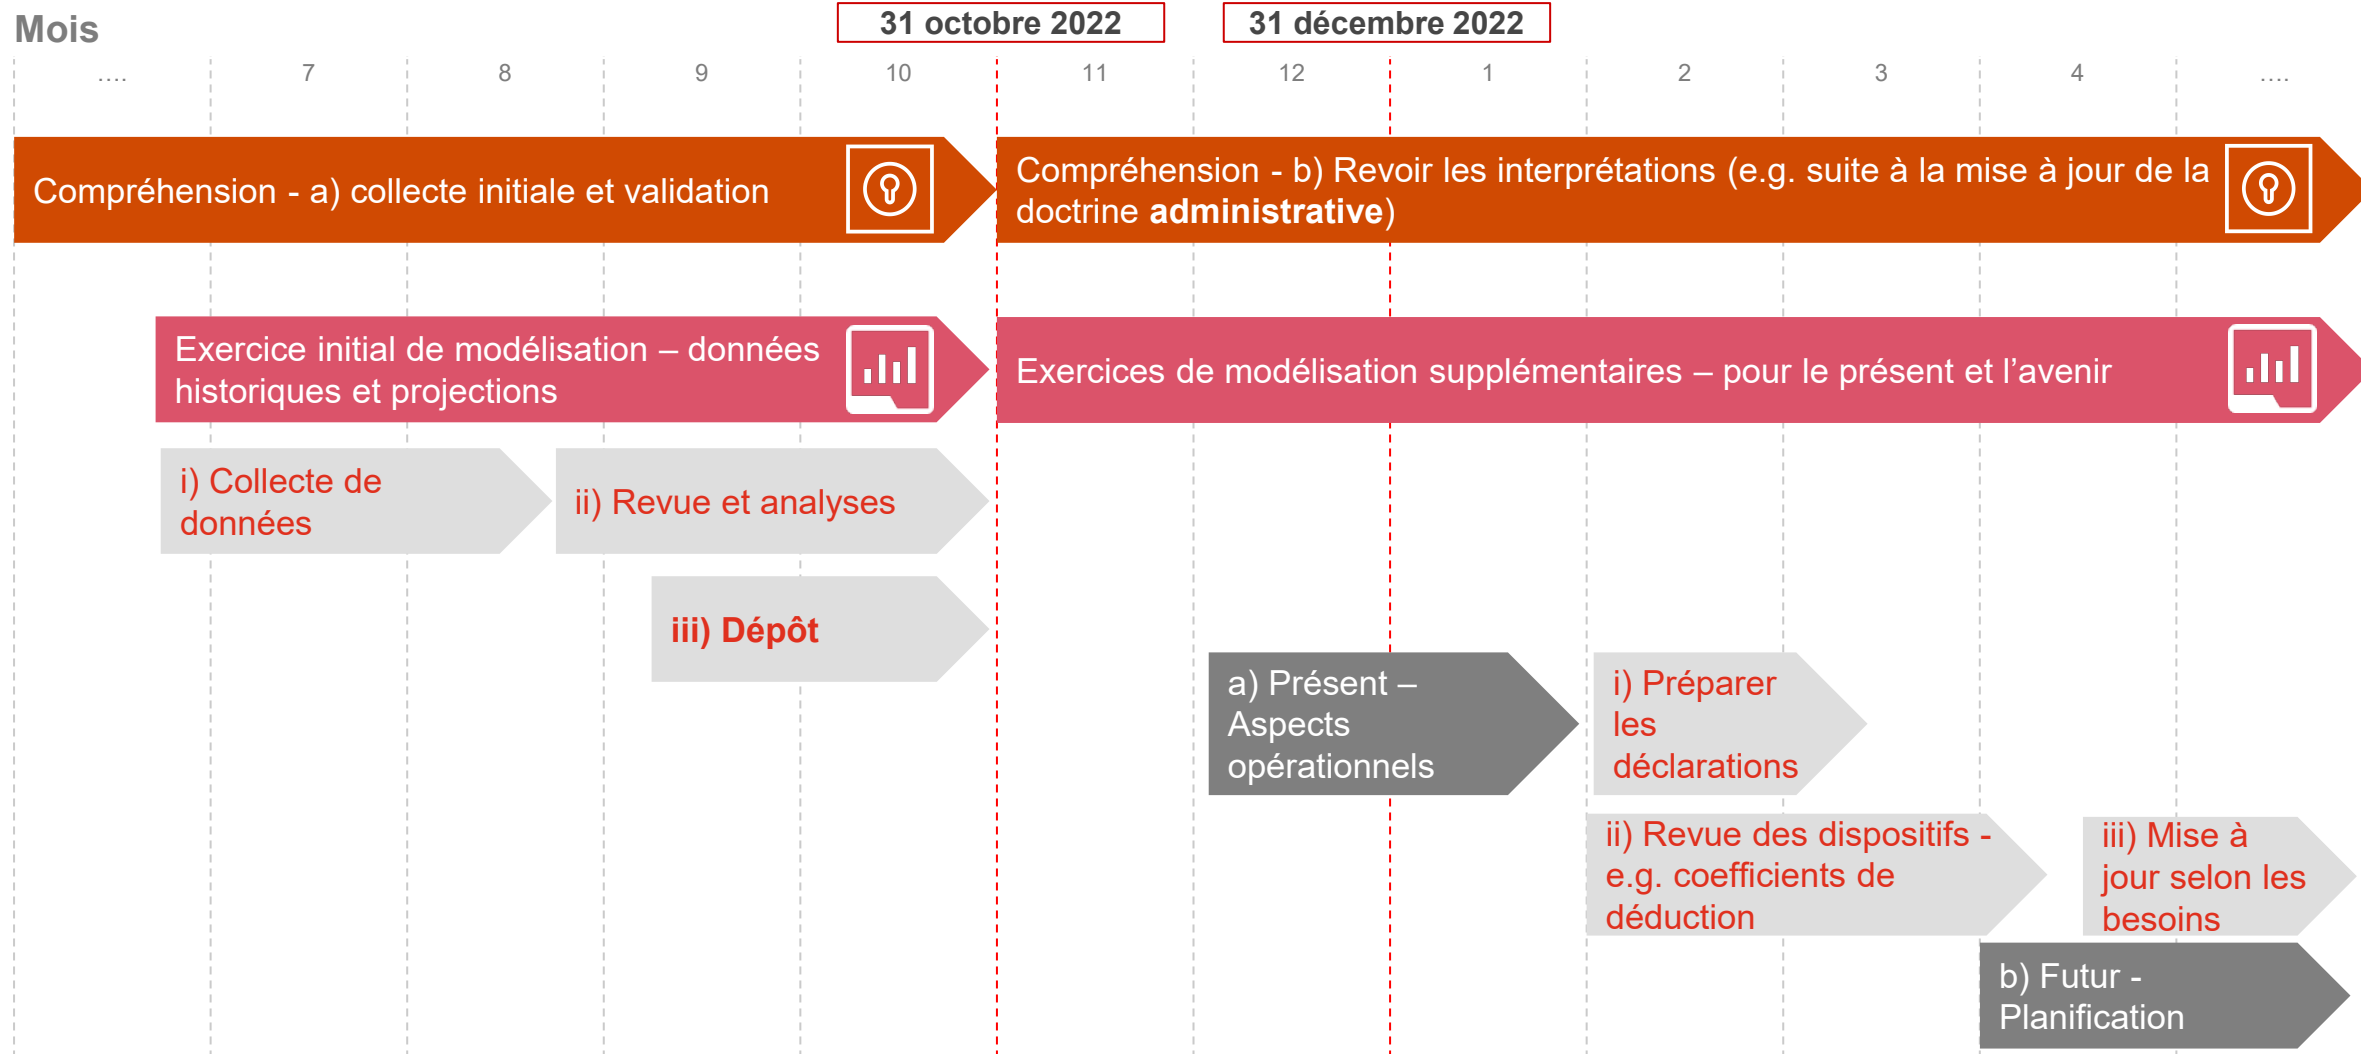 Mois
31 octobre 2022
31 décembre 2022
....
7
8
9
10
11
12
1
2
3
4
....
Compréhension - a) collecte initiale et validation
Compréhension - b) Revoir les interprétations (e.g. suite à la mise à jour de la
doctrine administrative)
Exercice initial de modélisation – données
historiques et projections
Exercices de modélisation supplémentaires – pour le présent et l’avenir
i) Collecte de
données
ii) Revue et analyses
iii) Dépôt
a) Présent –
Aspects
opérationnels
i) Préparer
les
déclarations
ii) Revue des dispositifs -
e.g. coefficients de
déduction
iii) Mise à
jour selon les
besoins
b) Futur -
Planification